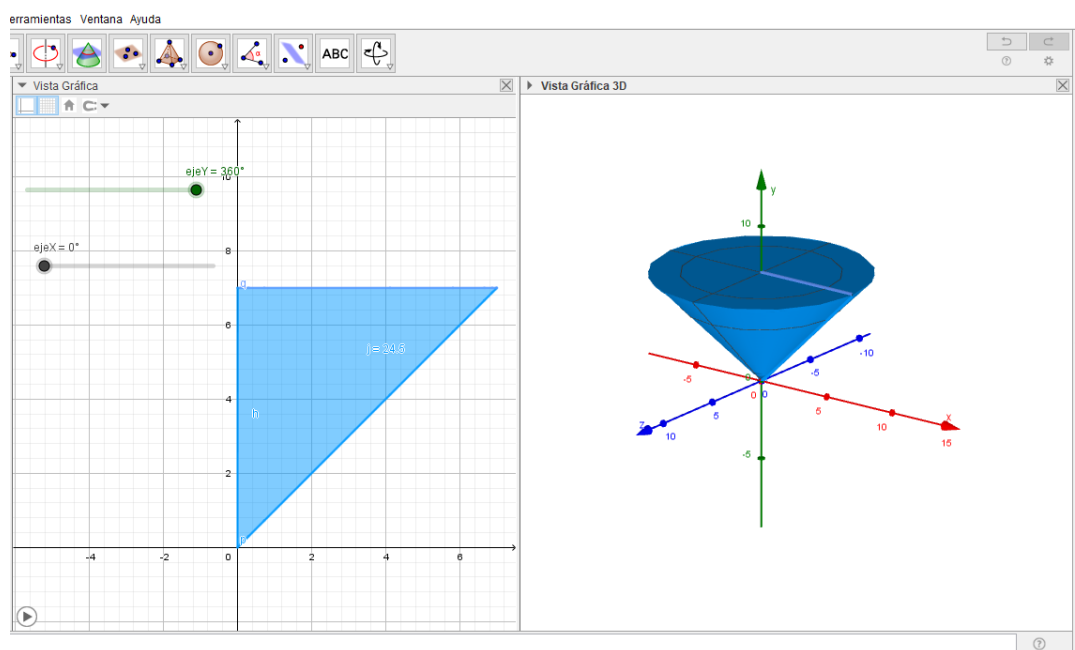 erramientas Ventana Ayuda
ABC
Vista Gráfica
Vista Gráfica 3D
ejeY = 360°
10
ejeX = 0°
8
g
6
j = 24.5
4
h
2
-4 -2 0 2 4 6
y
10
-10
-5
-5
0
0 0
5
5
z
10
10
x
15
-5